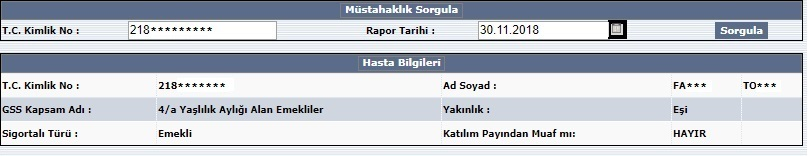 Müstahaklık Sorgula
T.C. Kimlik No : 218********* Rapor Tarihi : 30.11.2018 Sorgula
Hasta Bilgileri
T.C. Kimlik No : 218******* Ad Soyad : FA*** TO***
GSS Kapsam Adı : 4/a Yaşlılık Aylığı Alan Emekliler Yakınlık : Eşi
Sigortalı Türü : Emekli Katılım Payından Muaf mı: HAYIR